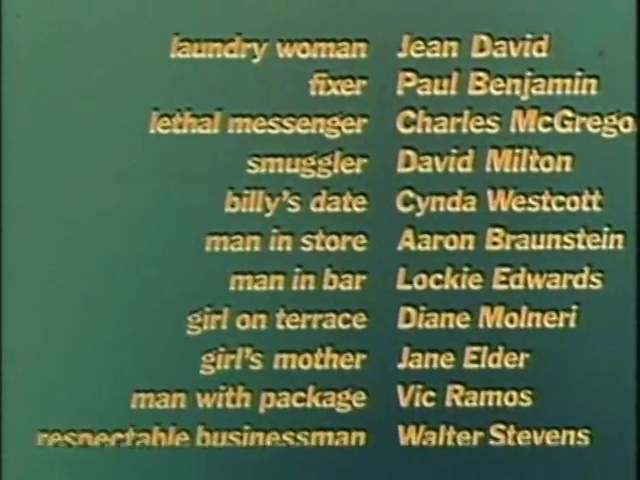 laundry woman Jean David
fixer Paul Benjamin
lethal messenger Charles McGrego
smuggler David Milton
billy's date Cynda Westcott
man in store Aaron Braunstein
man in bar Lockie Edwards
girl on terrace Diane Molneri
girl's mother Jane Elder
man with package Vic Ramos
respectable businessman Walter Stevens